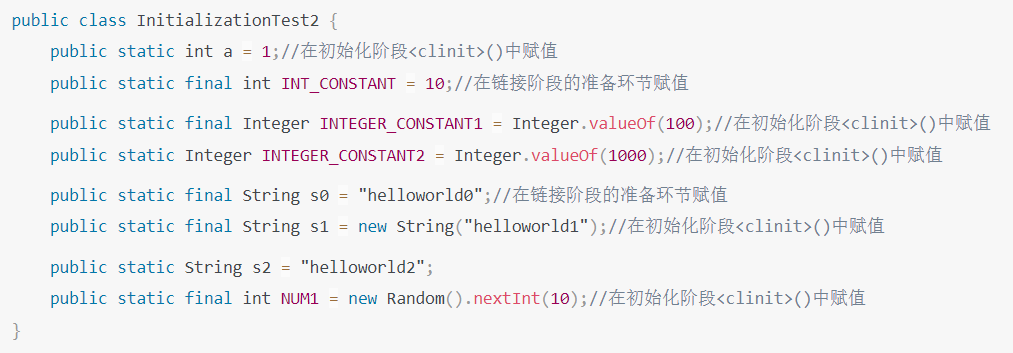 public class InitializationTest2 {
    public static int a = 1;//在初始化阶段<clinit>()中赋值
    public static final int INT_CONSTANT = 10;//在链接阶段的准备环节赋值
    public static final Integer INTEGER_CONSTANT1 = Integer.valueOf(100);//在初始化阶段<clinit>()中赋值
    public static Integer INTEGER_CONSTANT2 = Integer.valueOf(1000);//在初始化阶段<clinit>()中赋值
    public static final String s0 = "helloworld0";//在链接阶段的准备环节赋值
    public static final String s1 = new String("helloworld1");//在初始化阶段<clinit>()中赋值
    public static String s2 = "helloworld2";
    public static final int NUM1 = new Random().nextInt(10);//在初始化阶段<clinit>()中赋值
}